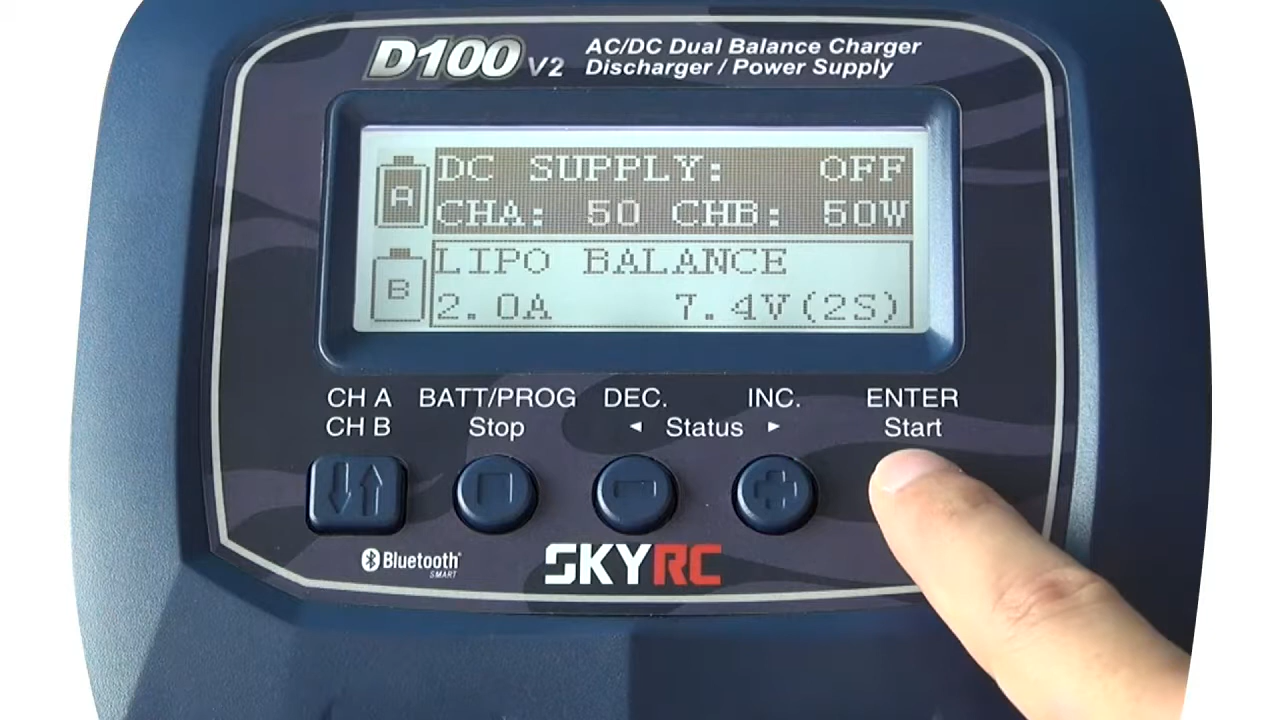 D100 V2 AC/DC Dual Balance Charger
Discharger / Power Supply
A DC SUPPLY: OFF
CHA: 50 CHB: 50W
B LIPO BALANCE
2.0A 7.4V(2S)
CH A BATT/PROG DEC. INC. ENTER
CH B Stop ◄ Status ► Start
Bluetooth
SMART
SKYRC